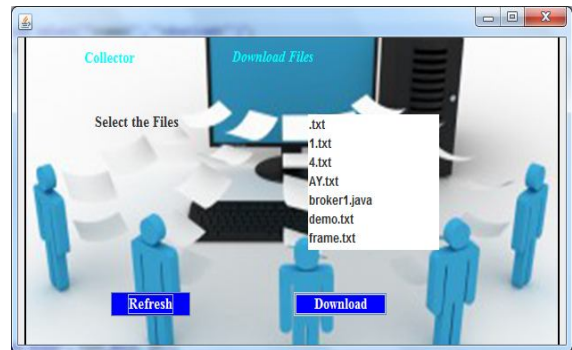 Collector Download Files
Select the Files
.txt
1.txt
4.txt
AY.txt
broker1.java
demo.txt
frame.txt
Refresh Download